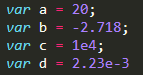 var a = 20;
var b = -2.718;
var c = 1e4;
var d = 2.23e-3